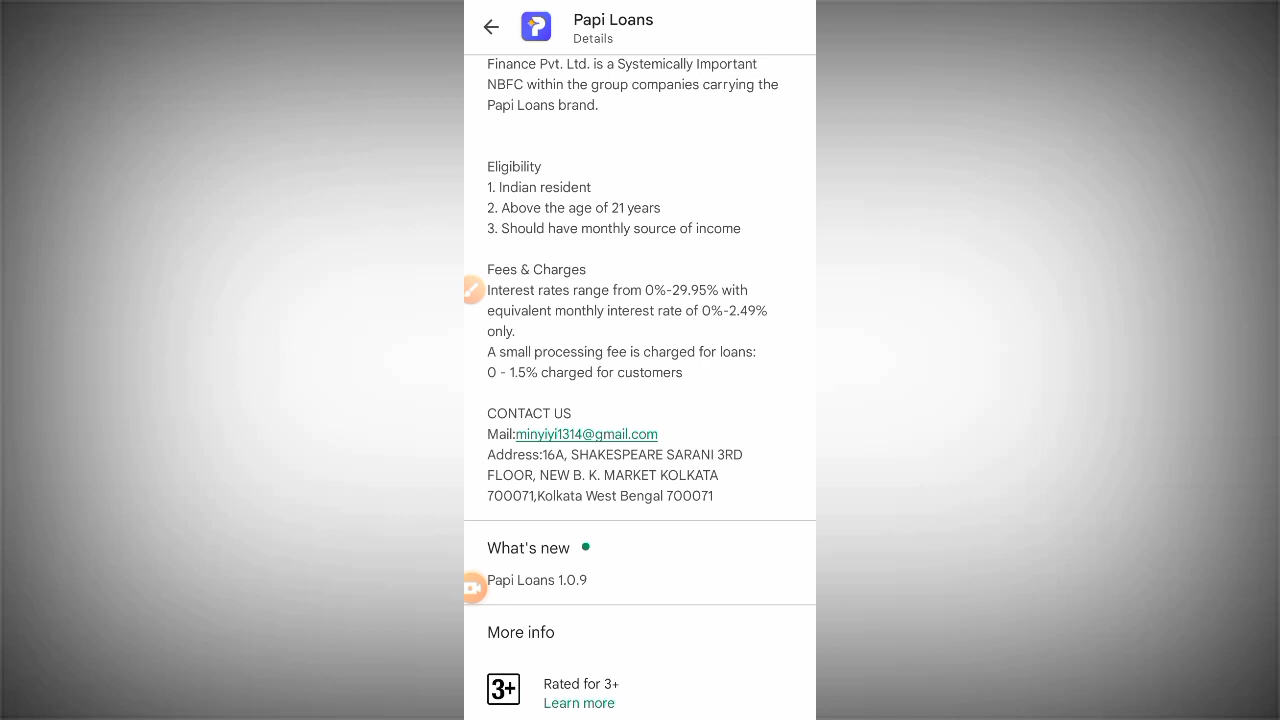 Papi Loans
Details
Finance Pvt. Ltd. is a Systemically Important
NBFC within the group companies carrying the
Papi Loans brand.
Eligibility
1. Indian resident
2. Above the age of 21 years
3. Should have monthly source of income
Fees & Charges
Interest rates range from 0%-29.95% with
equivalent monthly interest rate of 0%-2.49%
only.
A small processing fee is charged for loans:
0 - 1.5% charged for customers
CONTACT US
Mail:minyiyi1314@gmail.com
Address:16A, SHAKESPEARE SARANI 3RD
FLOOR, NEW B. K. MARKET KOLKATA
700071,Kolkata West Bengal 700071
What's new
Papi Loans 1.0.9
More info
3+
Rated for 3+
Learn more